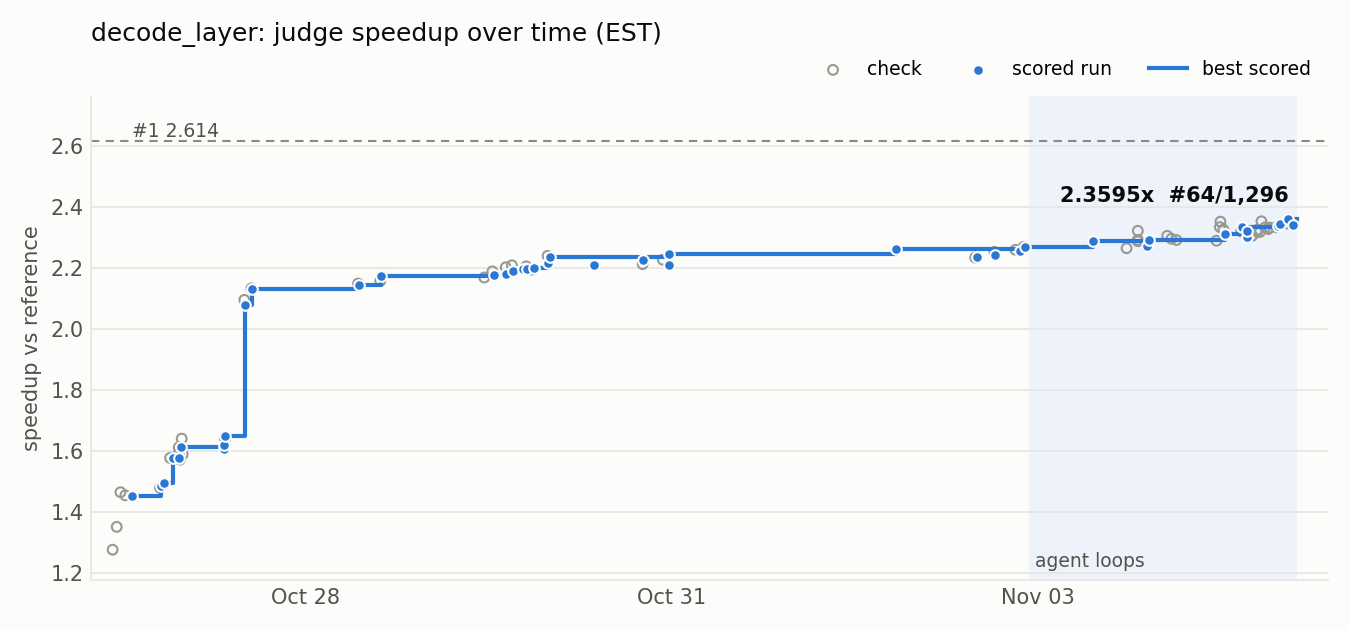 decode_layer: judge speedup over time (EST)
check
scored run
best scored
#1 2.614
2.3595x #64/1,296
speedup vs reference
2.6
2.4
2.2
2.0
1.8
1.6
1.4
1.2
agent loops
Oct 28
Oct 31
Nov 03